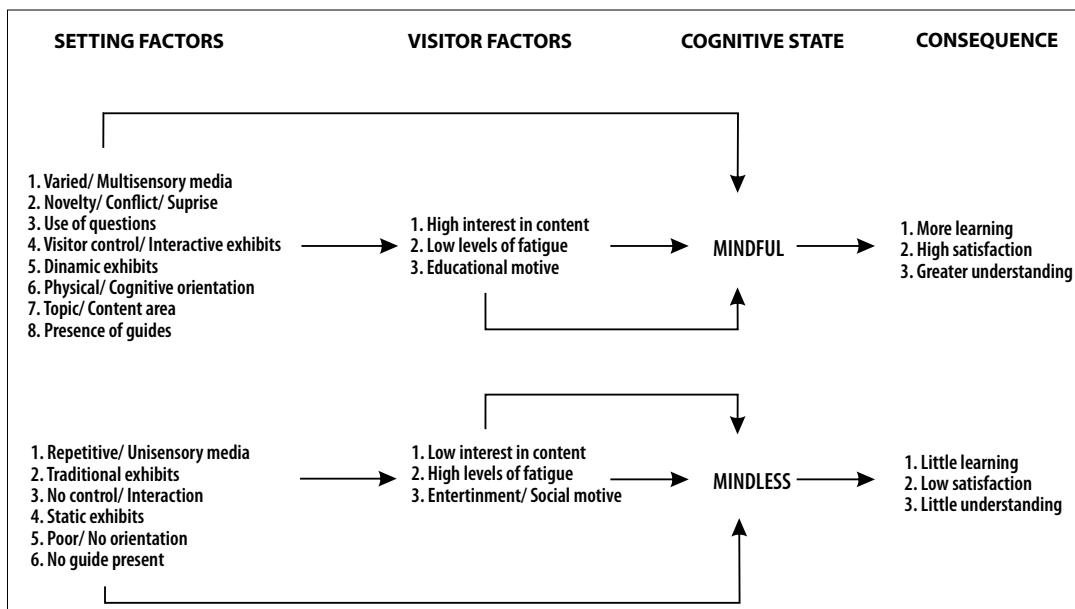 SETTING FACTORS
VISITOR FACTORS
COGNITIVE STATE
CONSEQUENCE
1. Varied/ Multisensory media
2. Novelty/ Conflict/ Suprise
3. Use of questions
4. Visitor control/ Interactive exhibits
5. Dinamic exhibits
6. Physical/ Cognitive orientation
7. Topic/ Content area
8. Presence of guides
1. High interest in content
2. Low levels of fatigue
3. Educational motive
MINDFUL
1. More learning
2. High satisfaction
3. Greater understanding
1. Repetitive/ Unisensory media
2. Traditional exhibits
3. No control/ Interaction
4. Static exhibits
5. Poor/ No orientation
6. No guide present
1. Low interest in content
2. High levels of fatigue
3. Entertinment/ Social motive
MINDLESS
1. Little learning
2. Low satisfaction
3. Little understanding